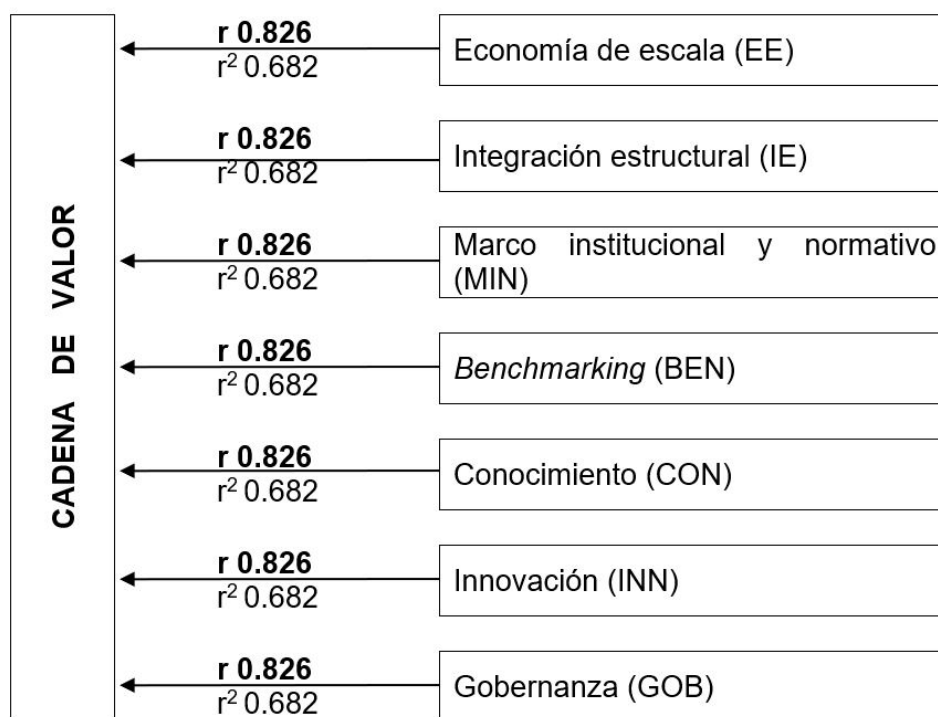 CADENA DE VALOR
r 0.826
r² 0.682
Economía de escala (EE)
r 0.826
r² 0.682
Integración estructural (IE)
r 0.826
r² 0.682
Marco institucional y normativo
(MIN)
r 0.826
r² 0.682
Benchmarking (BEN)
r 0.826
r² 0.682
Conocimiento (CON)
r 0.826
r² 0.682
Innovación (INN)
r 0.826
r² 0.682
Gobernanza (GOB)